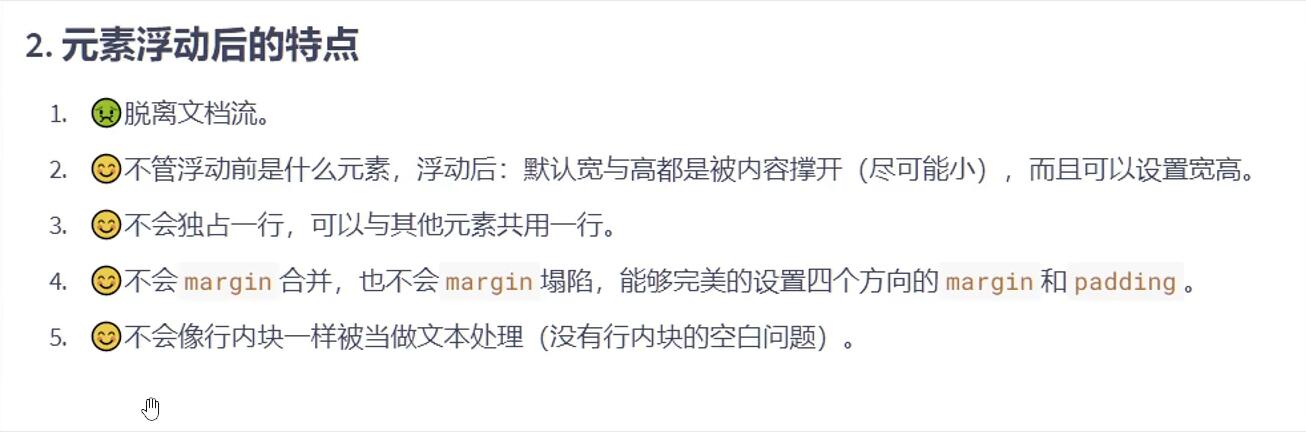 2. 元素浮动后的特点
1. 🤢脱离文档流。
2. 😊不管浮动前是什么元素，浮动后：默认宽与高都是被内容撑开（尽可能小），而且可以设置宽高。
3. 😊不会独占一行，可以与其他元素共用一行。
4. 😊不会 margin 合并，也不会 margin 塌陷，能够完美的设置四个方向的 margin 和 padding 。
5. 😊不会像行内块一样被当做文本处理（没有行内块的空白问题）。